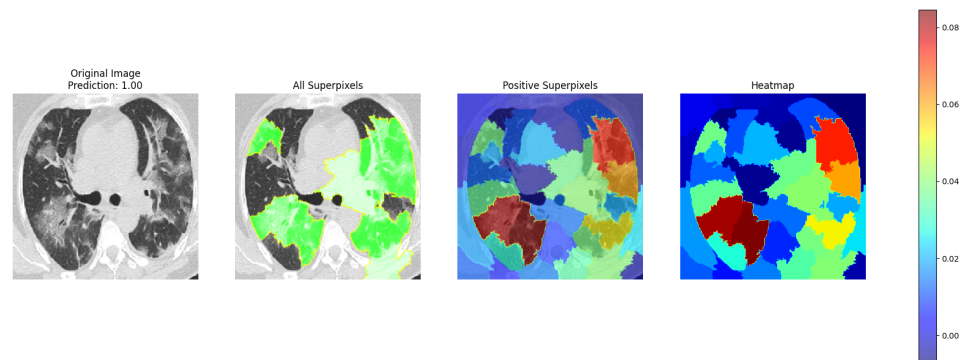 Original Image
Prediction: 1.00
All Superpixels
Positive Superpixels
Heatmap
0.08
0.06
0.04
0.02
0.00